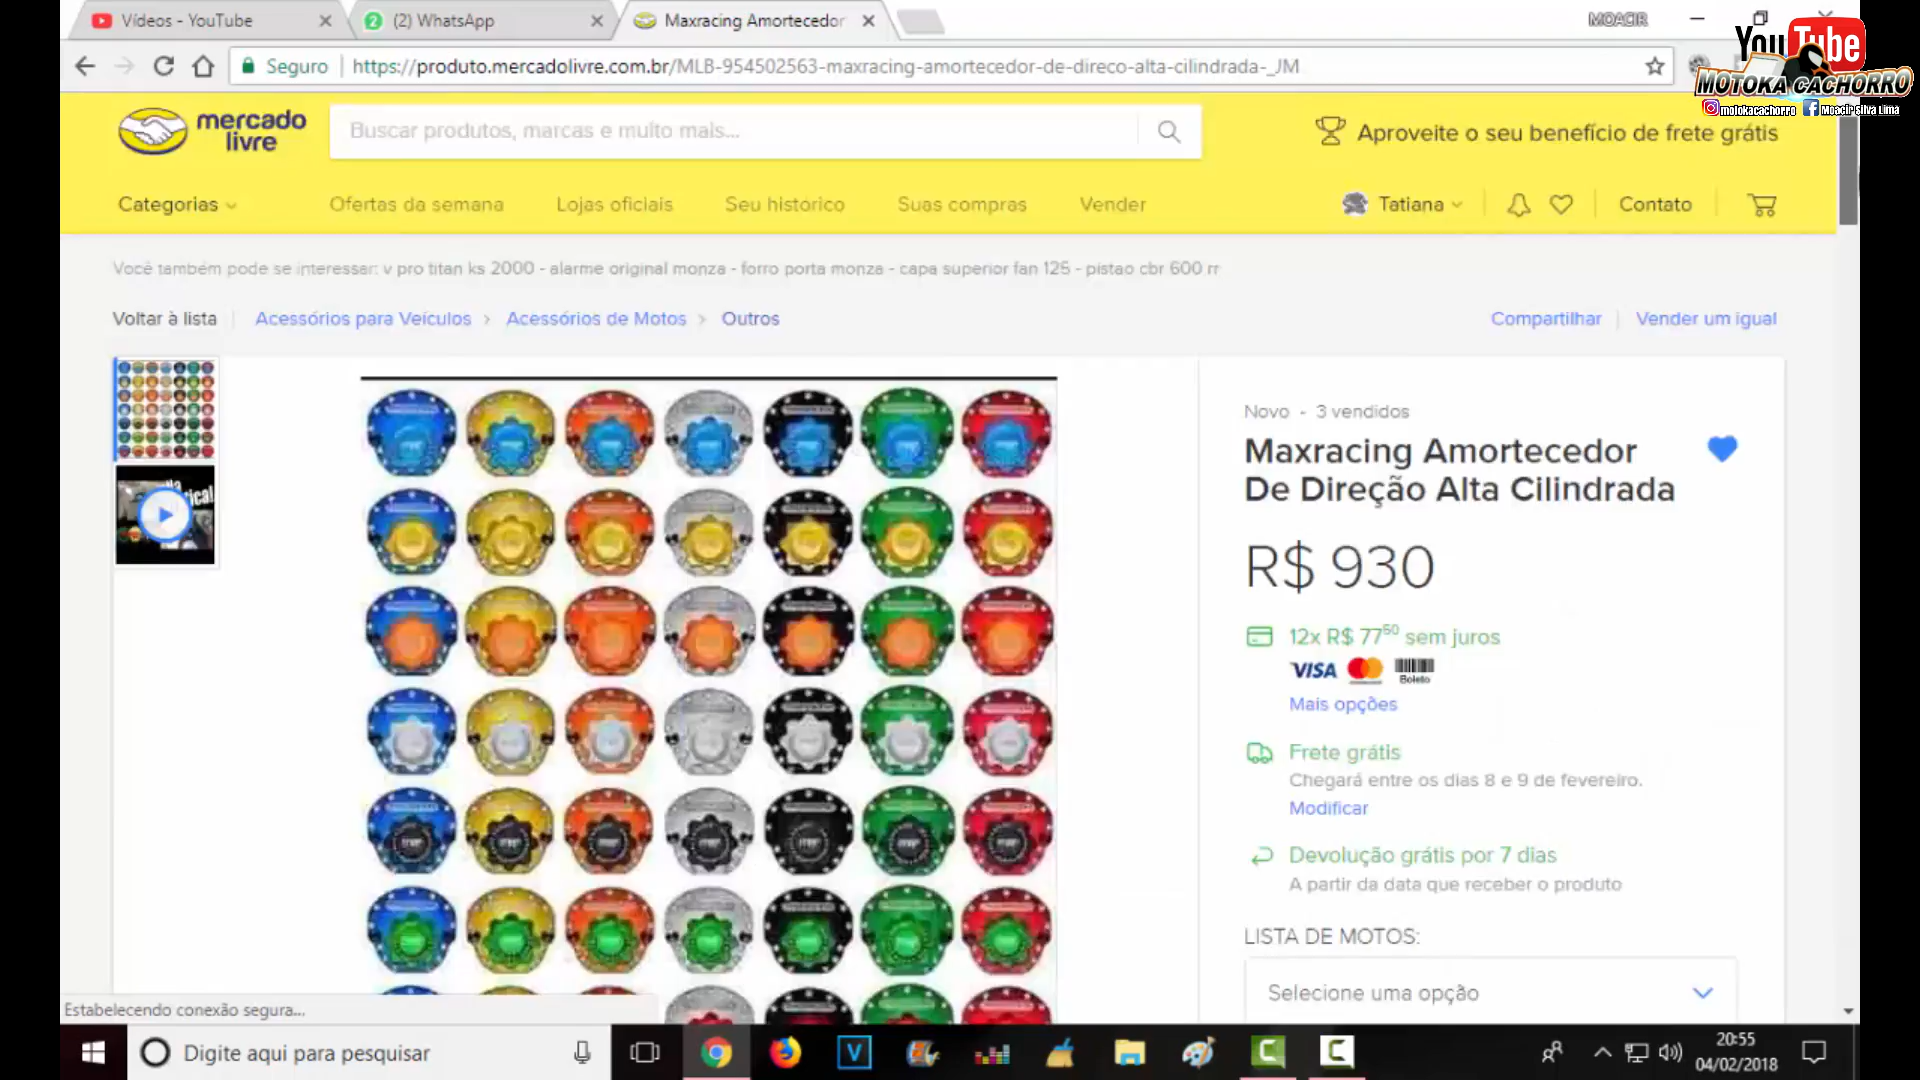 Vídeos - YouTube
(2) WhatsApp
Maxracing Amortecedor
MOACIR
Seguro
https://produto.mercadolivre.com.br/MLB-954502563-maxracing-amortecedor-de-direco-alta-cilindrada-_JM
YouTube
MOTOKA CACHORRO
motokacachorro
Moacir silva Lima
mercado
livre
Buscar produtos, marcas e muito mais...
Aproveite o seu benefício de frete grátis
Categorias
Ofertas da semana
Lojas oficiais
Seu histórico
Suas compras
Vender
Tatiana
Contato
Você também pode se interessar: v pro titan ks 2000 - alarme original monza - forro porta monza - capa superior fan 125 - pistao cbr 600 rr
Voltar à lista
Acessórios para Veículos
Acessórios de Motos
Outros
Compartilhar
Vender um igual
Novo - 3 vendidos
Maxracing Amortecedor
De Direção Alta Cilindrada
R$ 930
12x R$ 77⁵⁰ sem juros
VISA
Boleto
Mais opções
Frete grátis
Chegará entre os dias 8 e 9 de fevereiro.
Modificar
Devolução grátis por 7 dias
A partir da data que receber o produto
LISTA DE MOTOS:
Selecione uma opção
Estabelecendo conexão segura...
Digite aqui para pesquisar
20:55
04/02/2018